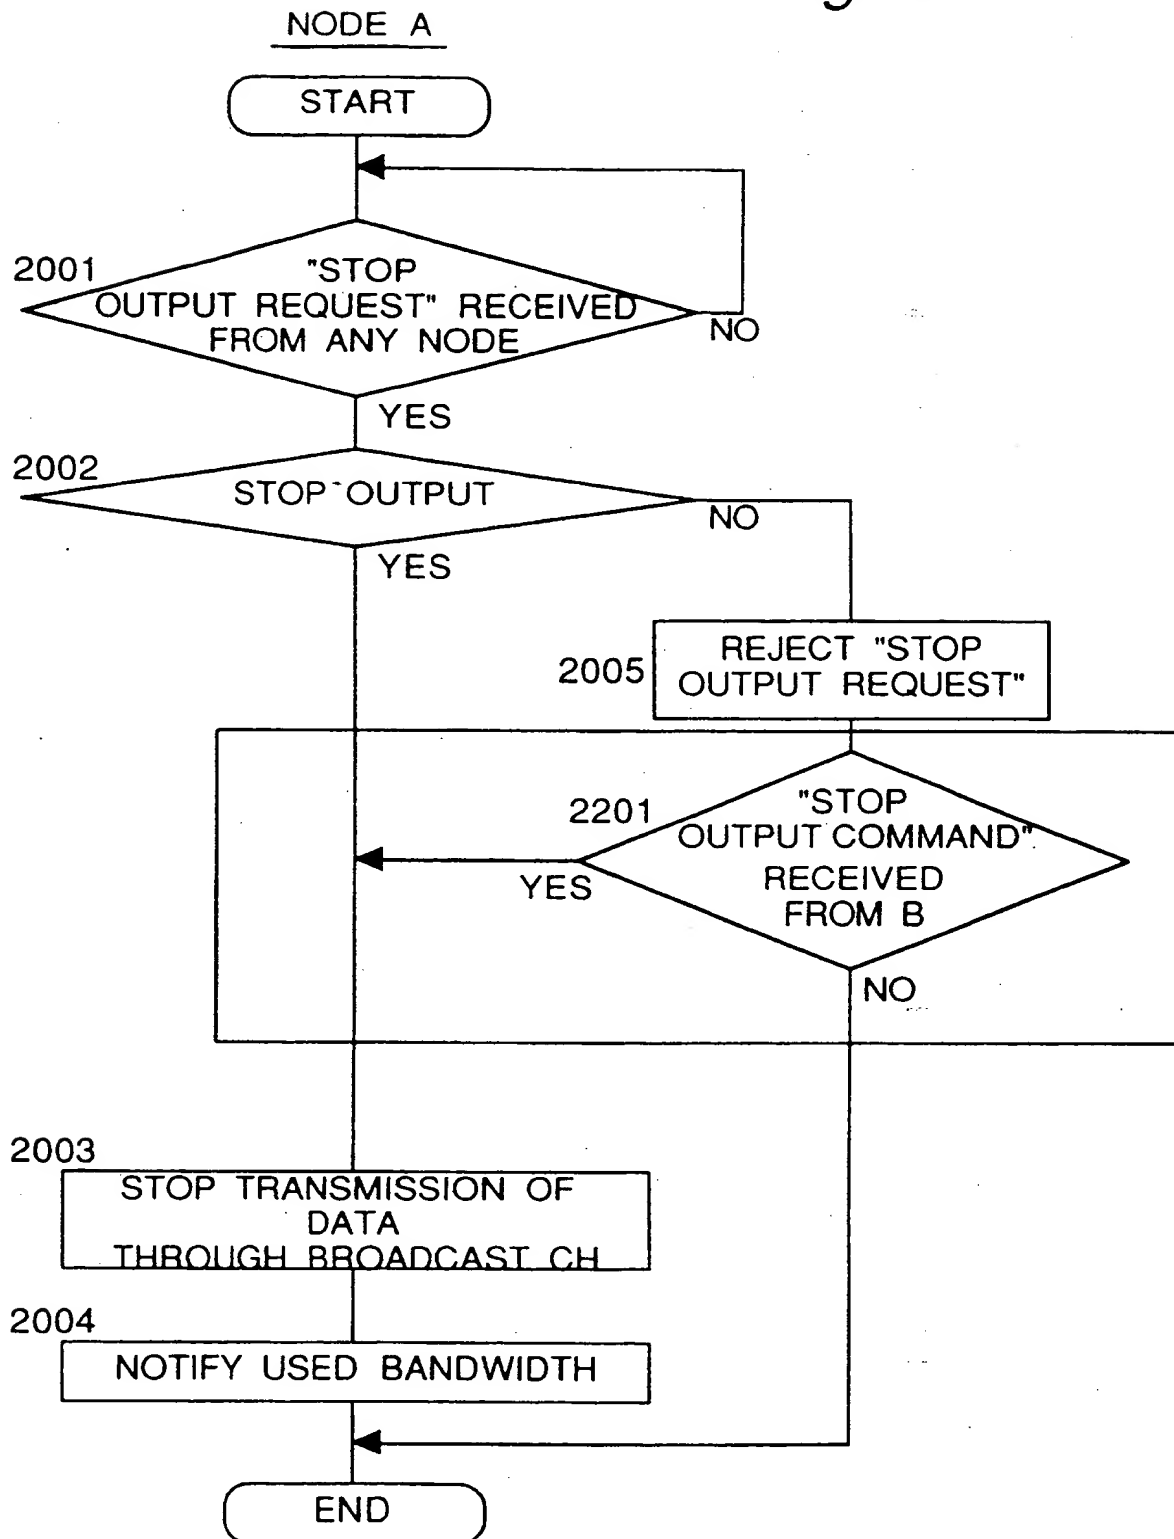 NODE A
START
2001
"STOP
OUTPUT REQUEST" RECEIVED
FROM ANY NODE
NO
YES
2002
STOP OUTPUT
NO
YES
2005
REJECT "STOP
OUTPUT REQUEST"
2201
"STOP
OUTPUT COMMAND"
RECEIVED
FROM B
YES
NO
2003
STOP TRANSMISSION OF
DATA
THROUGH BROADCAST CH
2004
NOTIFY USED BANDWIDTH
END